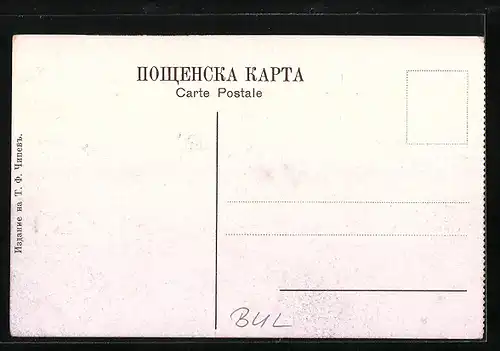 ПОЩЕНСКА КАРТА
Carte Postale
Издание на Т. Ф. Чипевъ.
BUL